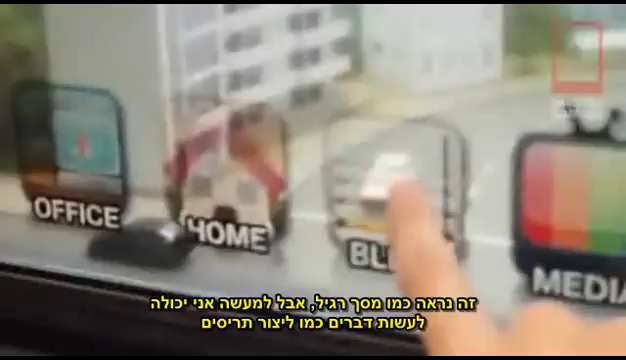 OFFICE
HOME
MEDIA
זה נראה כמו מסך רגיל, אבל למעשה אני יכולה
לעשות דברים כמו ליצור תריסים